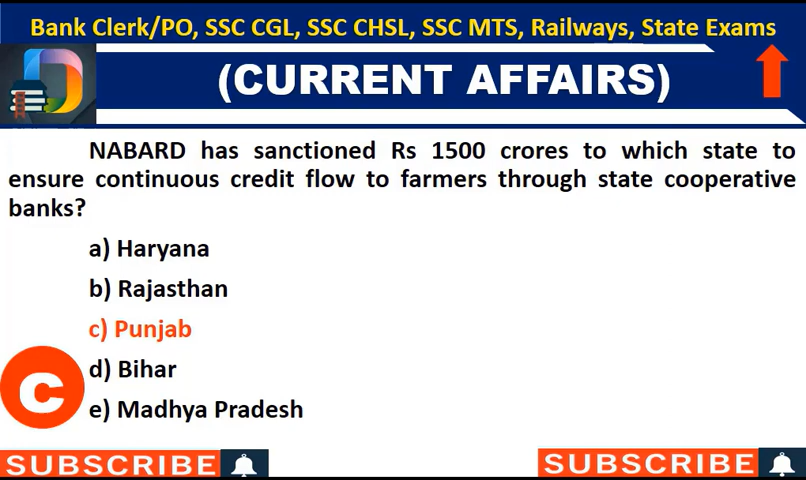 Bank Clerk/PO, SSC CGL, SSC CHSL, SSC MTS, Railways, State Exams
(CURRENT AFFAIRS)
NABARD has sanctioned Rs 1500 crores to which state to
ensure continuous credit flow to farmers through state cooperative
banks?
a) Haryana
b) Rajasthan
c) Punjab
d) Bihar
e) Madhya Pradesh
C
SUBSCRIBE
SUBSCRIBE